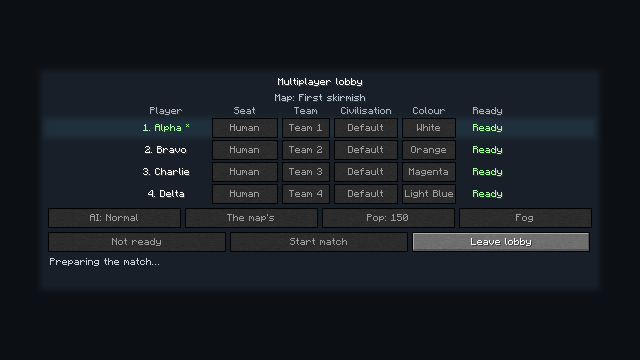 Multiplayer lobby
Map: First skirmish
Player Seat Team Civilisation Colour Ready
1. Alpha * Human Team 1 Default White Ready
2. Bravo Human Team 2 Default Orange Ready
3. Charlie Human Team 3 Default Magenta Ready
4. Delta Human Team 4 Default Light Blue Ready
AI: Normal The map's Pop: 150 Fog
Not ready Start match Leave lobby
Preparing the match...